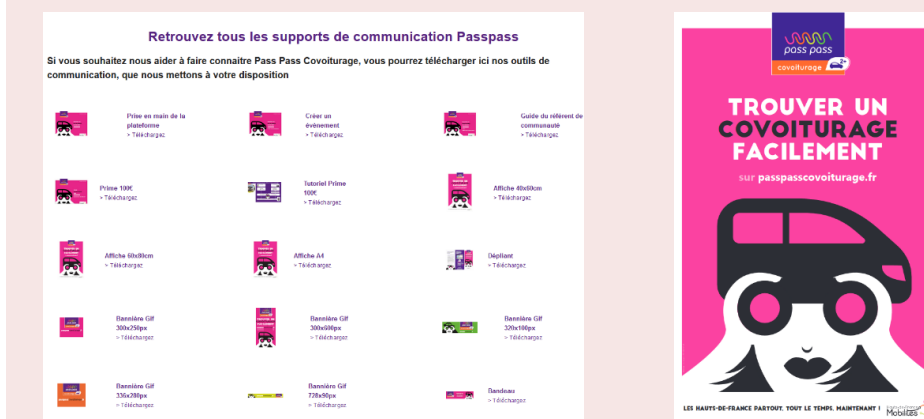 Retrouvez tous les supports de communication Passpass
Si vous souhaitez nous aider à faire connaitre Pass Pass Covoiturage, vous pourrez télécharger ici nos outils de
communication, que nous mettons à votre disposition
Prise en main de la
plateforme
> Téléchargez
Créer un
événement
> Téléchargez
Guide du référent de
communauté
> Téléchargez
Prime 100€
> Téléchargez
Tutoriel Prime
100€
> Téléchargez
Affiche 40x60cm
> Téléchargez
Affiche 60x80cm
> Téléchargez
Affiche A4
> Téléchargez
Dépliant
> Téléchargez
Bannière Gif
300x250px
> Téléchargez
Bannière Gif
300x600px
> Téléchargez
Bannière Gif
320x100px
> Téléchargez
Bannière Gif
336x280px
> Téléchargez
Bannière Gif
728x90px
> Téléchargez
Bandeau
> Téléchargez
pass pass
covoiturage
TROUVER UN
COVOITURAGE
FACILEMENT
sur passpasscovoiturage.fr
LES HAUTS-DE-FRANCE PARTOUT. TOUT LE TEMPS. MAINTENANT !
Mobilités